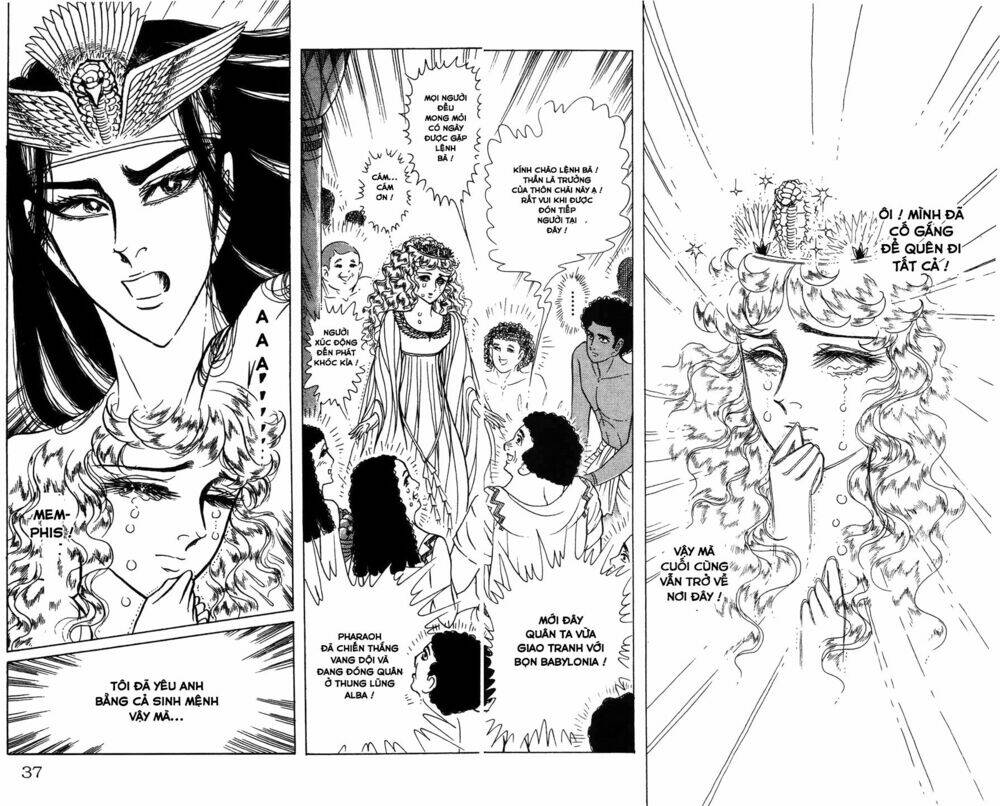 ÔI ! MÌNH ĐÃ
CỐ GẮNG
ĐỂ QUÊN ĐI
TẤT CẢ !
VẬY MÀ
CUỐI CÙNG
VẪN TRỞ VỀ
NƠI ĐÂY !
KÍNH CHÀO LỆNH BÀ !
THẦN LÀ TRƯỞNG
CỦA THÔN CHÀI NÀY Ạ !
RẤT VUI KHI ĐƯỢC
ĐÓN TIẾP
NGƯỜI TẠI
ĐÂY !
MỌI NGƯỜI
ĐỀU
MONG MỎI
CÓ NGÀY
ĐƯỢC GẶP
LỆNH
BÀ !
CÁM...
CÁM
ƠN !
.......
NGƯỜI
XÚC ĐỘNG
ĐẾN PHÁT
KHÓC KÌA !
MỚI ĐÂY
QUÂN TA VỪA
GIAO TRANH VỚI
BỌN BABYLONIA !
PHARAOH
ĐÃ CHIẾN THẮNG
VANG DỘI VÀ
ĐANG ĐÓNG QUÂN
Ở THUNG LŨNG
ALBA !
A
A
A!
MEM-
PHIS !
TÔI ĐÃ YÊU ANH
BẰNG CẢ SINH MỆNH
VẬY MÀ...
37